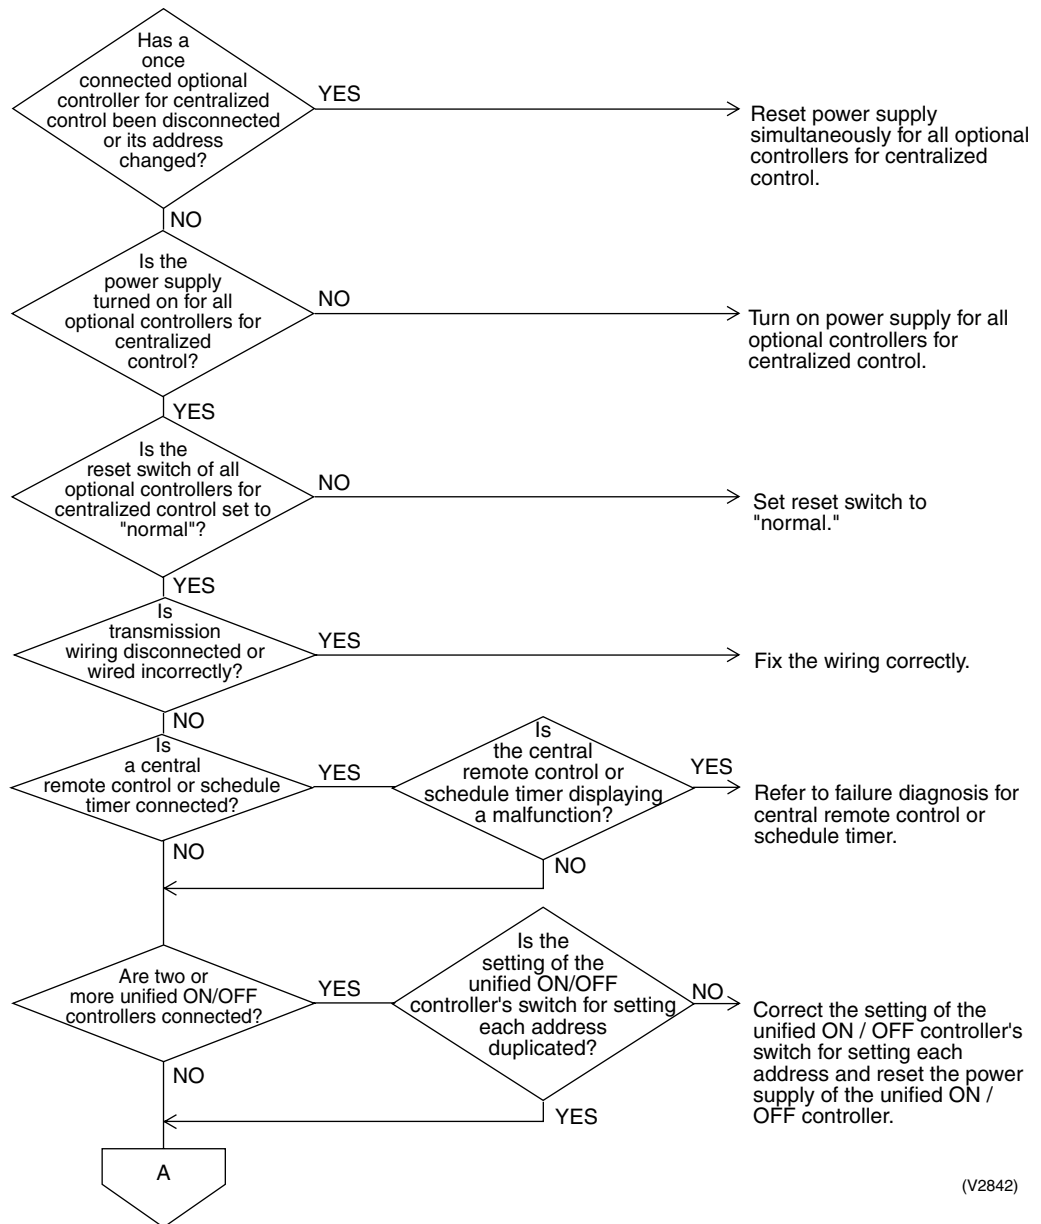 Has a
once
connected optional
controller for centralized
control been disconnected
or its address
changed?
YES
Reset power supply
simultaneously for all optional
controllers for centralized
control.
NO
Is the
power supply
turned on for all
optional controllers for
centralized
control?
NO
Turn on power supply for all
optional controllers for
centralized control.
YES
Is the
reset switch of all
optional controllers for
centralized control set to
"normal"?
NO
Set reset switch to
"normal."
YES
Is
transmission
wiring disconnected or
wired incorrectly?
YES
Fix the wiring correctly.
NO
Is
a central
remote control or schedule
timer connected?
YES
Is
the central
remote control or
schedule timer displaying
a malfunction?
YES
Refer to failure diagnosis for
central remote control or
schedule timer.
NO
NO
Are two or
more unified ON/OFF
controllers connected?
YES
Is the
setting of the
unified ON/OFF
controller's switch for setting
each address
duplicated?
NO
Correct the setting of the
unified ON / OFF controller's
switch for setting each
address and reset the power
supply of the unified ON /
OFF controller.
NO
YES
A
(V2842)